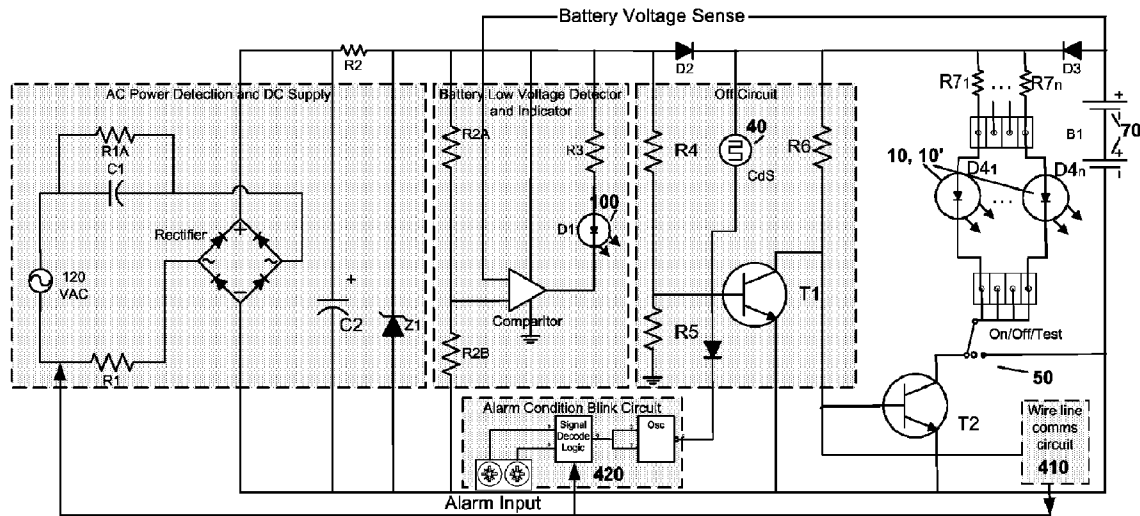 Battery Voltage Sense
R2
D2
D3
AC Power Detection and DC Supply
Battery Low Voltage Detector
and Indicator
Off Circuit
R7₁ ... R7ₙ
R1A
C1
R2A
R3
R4
40
R6
CdS
B1
70
10, 10'
D4₁
...
D4ₙ
Rectifier
100
D1
120
VAC
C2
Z1
Comparitor
T1
R5
R2B
On/Off/Test
50
R1
T2
Alarm Condition Blink Circuit
Signal
Decode
Logic
Osc
420
Wire line
comms
circuit
410
Alarm Input